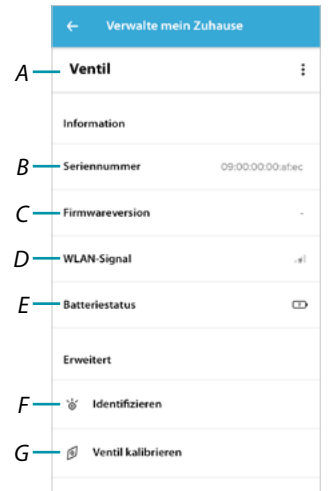 ← Verwalte mein Zuhause
A Ventil
Information
B Seriennummer 09:00:00:00:af:ec
C Firmwareversion -
D WLAN-Signal
E Batteriestatus
Erweitert
F Identifizieren
G Ventil kalibrieren